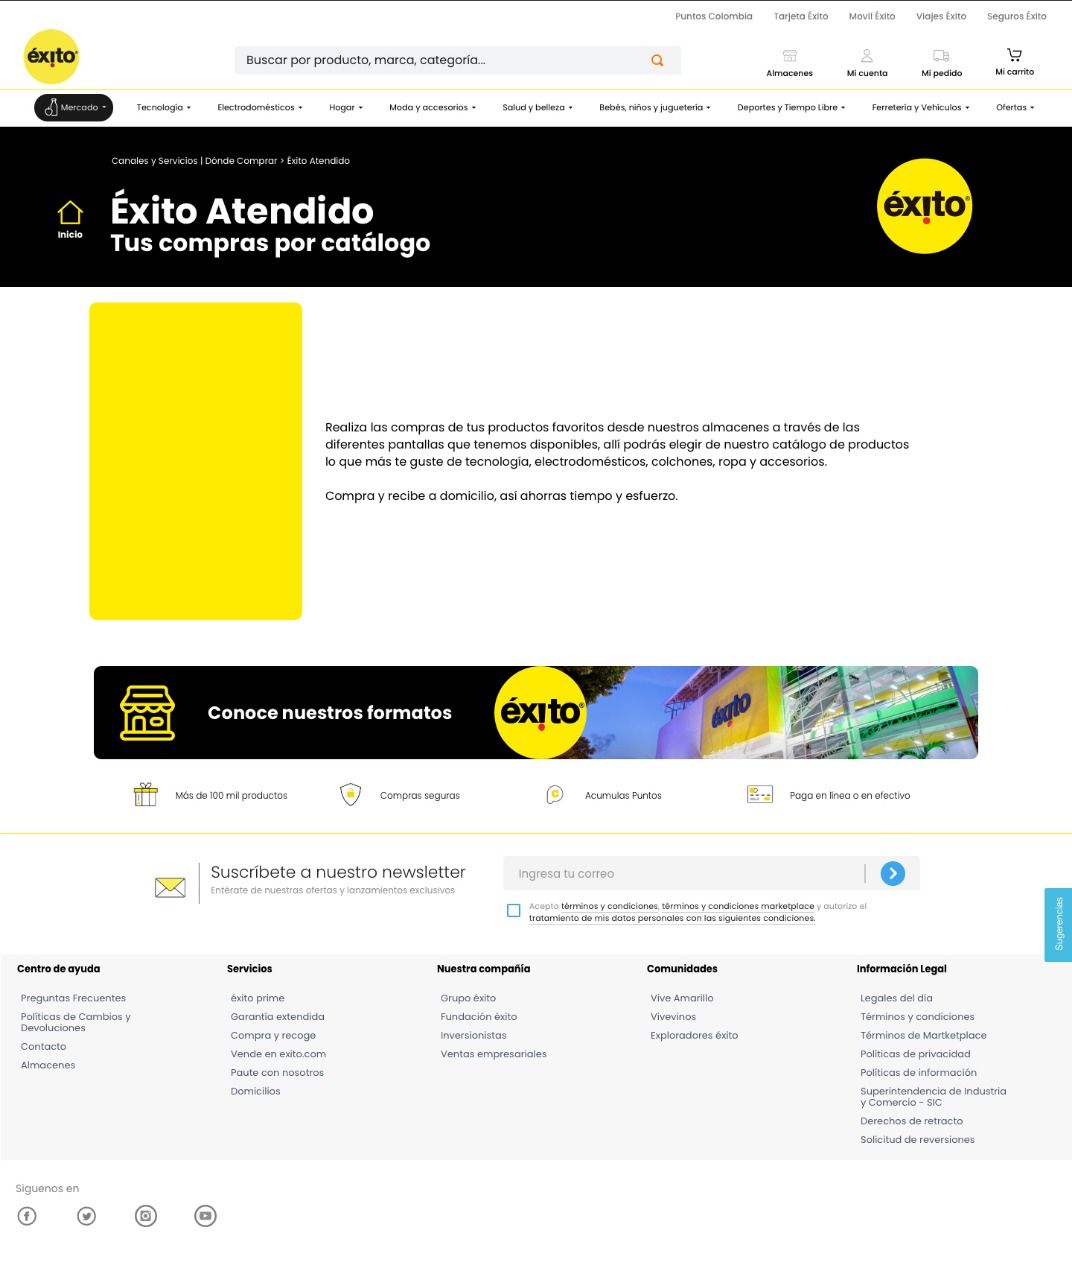 Puntos Colombia Tarjeta Éxito Movil Éxito Viajes Éxito Seguros Éxito
éxito
Buscar por producto, marca, categoría...
Almacenes Mi cuenta Mi pedido Mi carrito
Mercado Tecnología Electrodomésticos Hogar Moda y accesorios Salud y belleza Bebés, niños y juguetería Deportes y Tiempo Libre Ferretería y Vehículos Ofertas
Canales y Servicios | Dónde Comprar > Éxito Atendido
Éxito Atendido
Tus compras por catálogo
Inicio
éxito
Realiza las compras de tus productos favoritos desde nuestros almacenes a través de las
diferentes pantallas que tenemos disponibles, allí podrás elegir de nuestro catálogo de productos
lo que más te guste de tecnología, electrodomésticos, colchones, ropa y accesorios.
Compra y recibe a domicilio, así ahorras tiempo y esfuerzo.
Conoce nuestros formatos
éxito
éxito
Más de 100 mil productos Compras seguras Acumulas Puntos Paga en línea o en efectivo
Suscríbete a nuestro newsletter
Entérate de nuestras ofertas y lanzamientos exclusivos
Ingresa tu correo
Acepto términos y condiciones, términos y condiciones marketplace y autorizo el
tratamiento de mis datos personales con las siguientes condiciones.
Sugerencias
Centro de ayuda
Preguntas Frecuentes
Políticas de Cambios y
Devoluciones
Contacto
Almacenes
Servicios
éxito prime
Garantía extendida
Compra y recoge
Vende en exito.com
Paute con nosotros
Domicilios
Nuestra compañía
Grupo éxito
Fundación éxito
Inversionistas
Ventas empresariales
Comunidades
Vive Amarillo
Vivevinos
Exploradores éxito
Información Legal
Legales del día
Términos y condiciones
Términos de Martketplace
Políticas de privacidad
Políticas de información
Superintendencia de Industria
y Comercio - SIC
Derechos de retracto
Solicitud de reversiones
Siguenos en